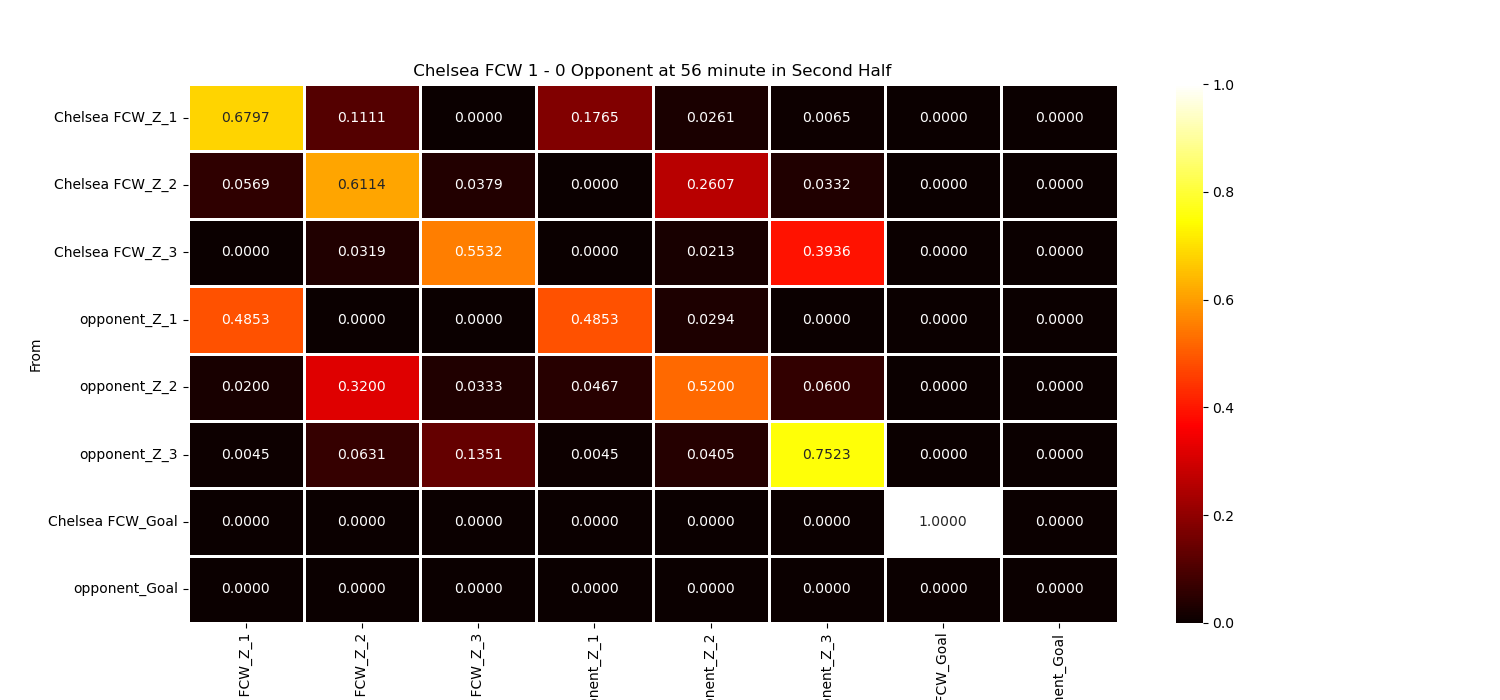 Chelsea FCW 1 - 0 Opponent at 56 minute in Second Half
Chelsea FCW_Z_1 0.6797 0.1111 0.0000 0.1765 0.0261 0.0065 0.0000 0.0000
Chelsea FCW_Z_2 0.0569 0.6114 0.0379 0.0000 0.2607 0.0332 0.0000 0.0000
Chelsea FCW_Z_3 0.0000 0.0319 0.5532 0.0000 0.0213 0.3936 0.0000 0.0000
opponent_Z_1 0.4853 0.0000 0.0000 0.4853 0.0294 0.0000 0.0000 0.0000
opponent_Z_2 0.0200 0.3200 0.0333 0.0467 0.5200 0.0600 0.0000 0.0000
opponent_Z_3 0.0045 0.0631 0.1351 0.0045 0.0405 0.7523 0.0000 0.0000
Chelsea FCW_Goal 0.0000 0.0000 0.0000 0.0000 0.0000 0.0000 1.0000 0.0000
opponent_Goal 0.0000 0.0000 0.0000 0.0000 0.0000 0.0000 0.0000 0.0000
From
FCW_Z_1
FCW_Z_2
FCW_Z_3
nent_Z_1
nent_Z_2
nent_Z_3
FCW_Goal
nent_Goal
1.0
0.8
0.6
0.4
0.2
0.0